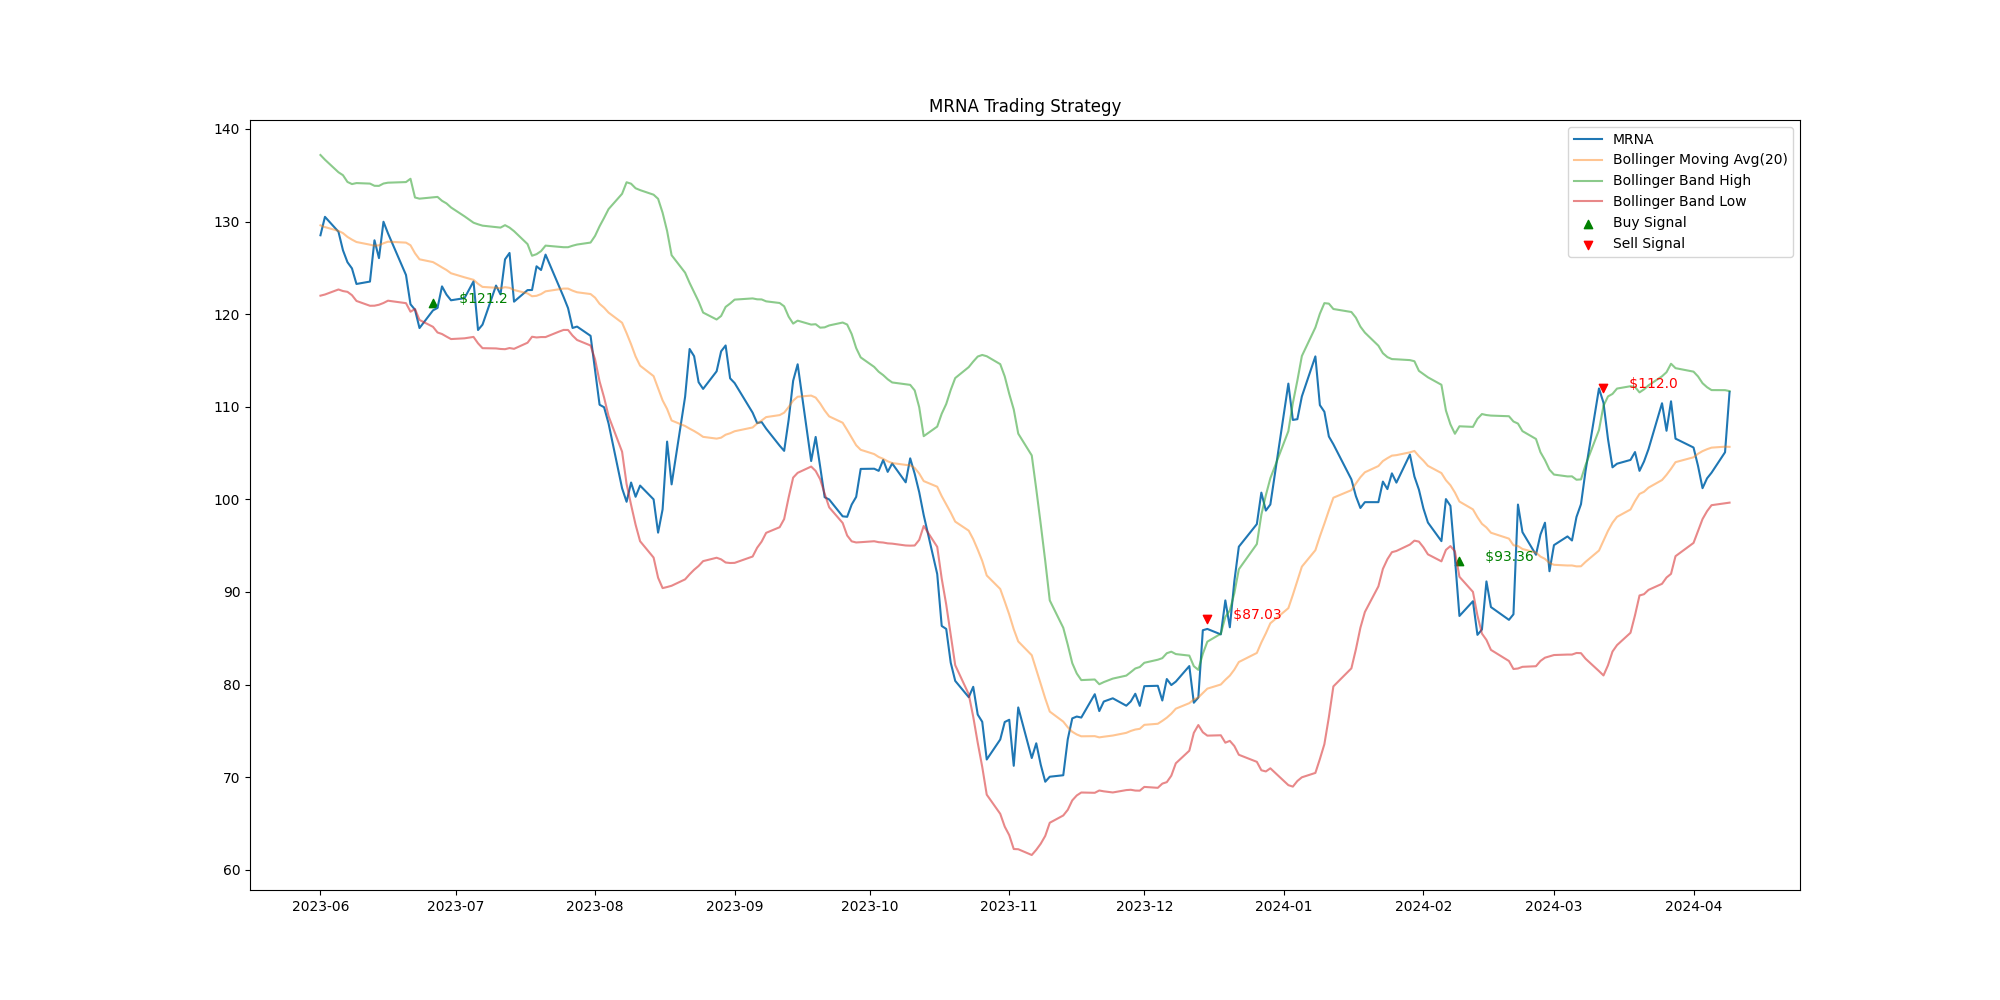 MRNA Trading Strategy
140
130
120
110
100
90
80
70
60
MRNA
Bollinger Moving Avg(20)
Bollinger Band High
Bollinger Band Low
Buy Signal
Sell Signal
$121.2
$87.03
$93.36
$112.0
2023-06 2023-07 2023-08 2023-09 2023-10 2023-11 2023-12 2024-01 2024-02 2024-03 2024-04